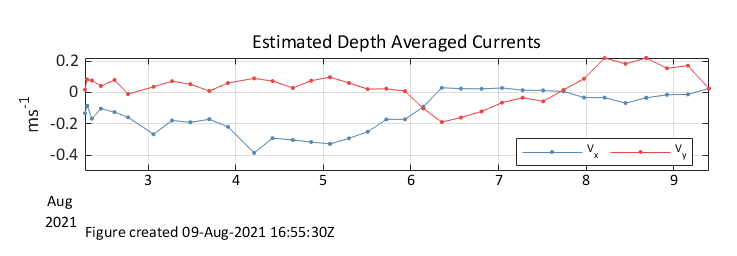 Estimated Depth Averaged Currents
0.2
0
-0.2
-0.4
ms-1
Vx
Vy
3 4 5 6 7 8 9
Aug
2021
Figure created 09-Aug-2021 16:55:30Z